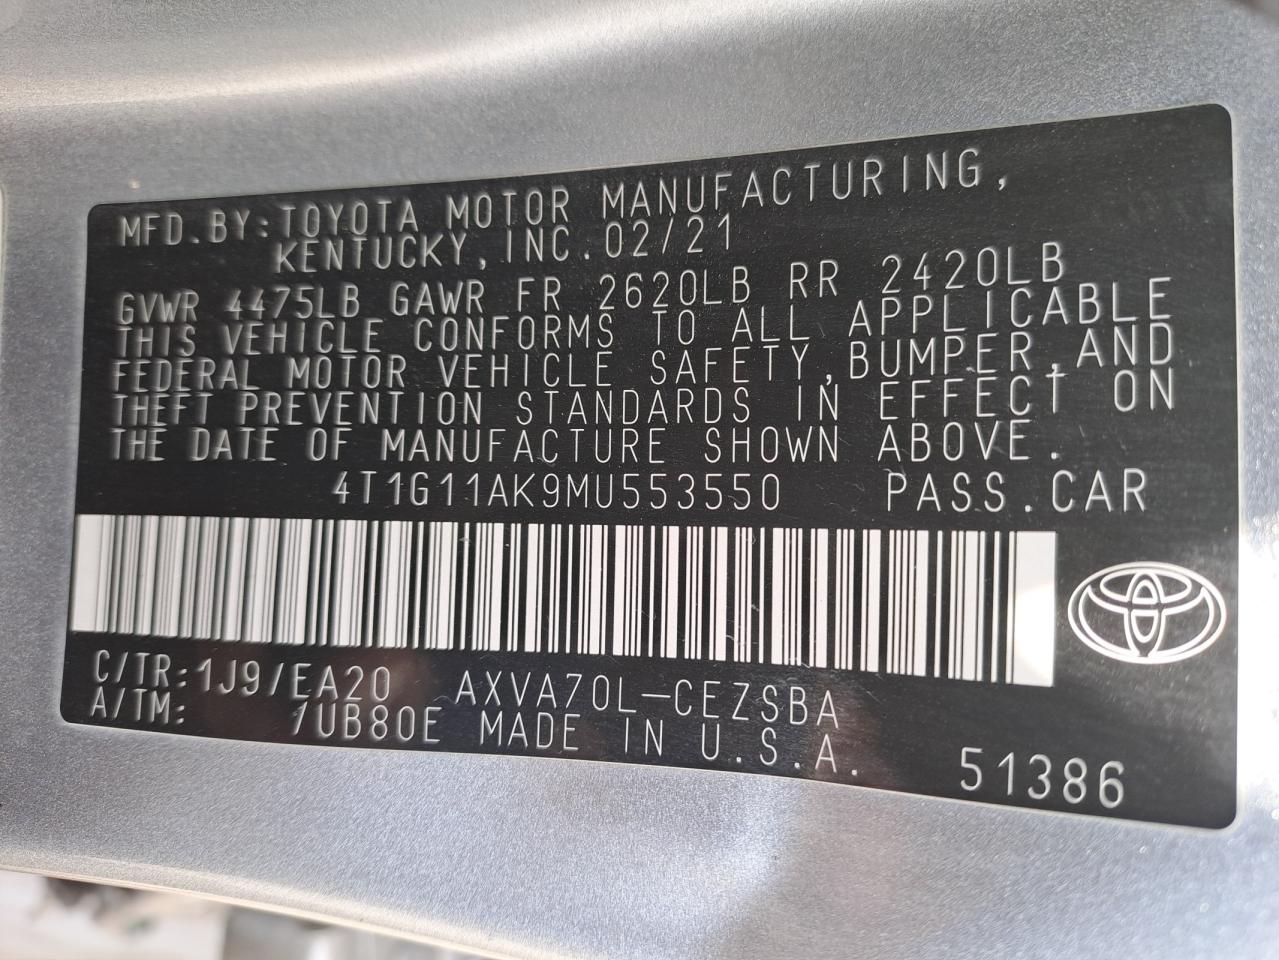 MFD.BY:TOYOTA MOTOR MANUFACTURING,
KENTUCKY, INC.02/21
GVWR 4475LB GAWR FR 2620LB RR 2420LB
THIS VEHICLE CONFORMS TO ALL APPLICABLE
FEDERAL MOTOR VEHICLE SAFETY,BUMPER,AND
THEFT PREVENTION STANDARDS IN EFFECT ON
THE DATE OF MANUFACTURE SHOWN ABOVE.
4T1G11AK9MU553550 PASS.CAR
C/TR:1J9/EA20 AXVA70L-CEZSBA
A/TM: 1UB80E MADE IN U.S.A. 51386